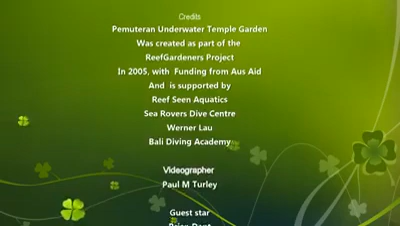 Credits
Pemuteran Underwater Temple Garden
Was created as part of the
ReefGardeners Project
In 2005, with Funding from Aus Aid
And is supported by
Reef Seen Aquatics
Sea Rovers Dive Centre
Werner Lau
Bali Diving Academy
Videographer
Paul M Turley
Guest star